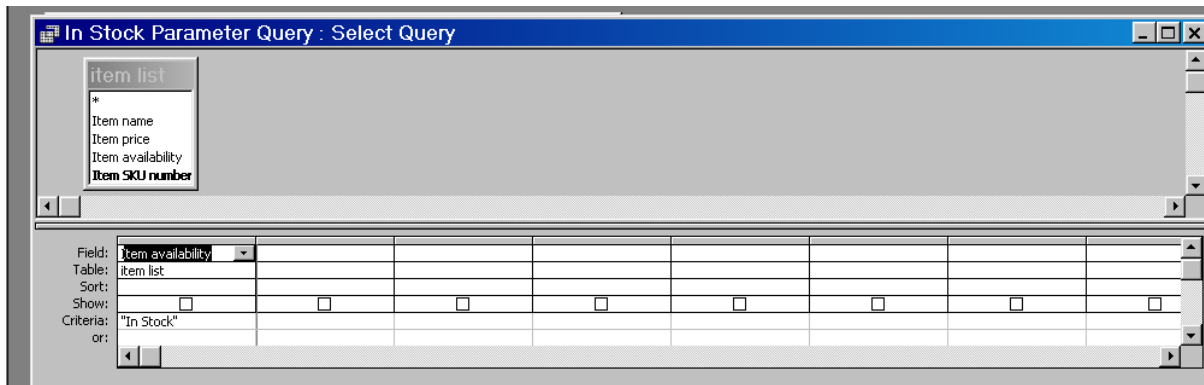 In Stock Parameter Query : Select Query
item list
*
Item name
Item price
Item availability
Item SKU number
Field: Item availability
Table: item list
Sort:
Show:
Criteria: "In Stock"
or: